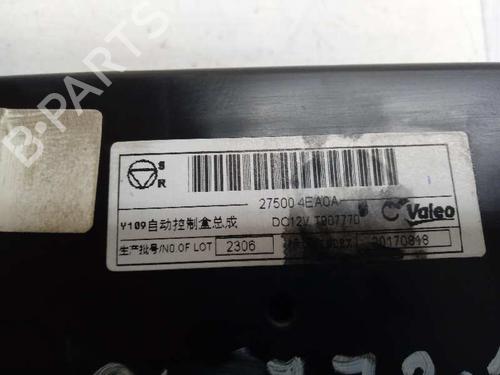 B-PARTS
S
R
27500 4EA0A
Y109自动控制盒总成
DC12V T907770
Valeo
生产批号/NO.OF LOT
2306
20170818